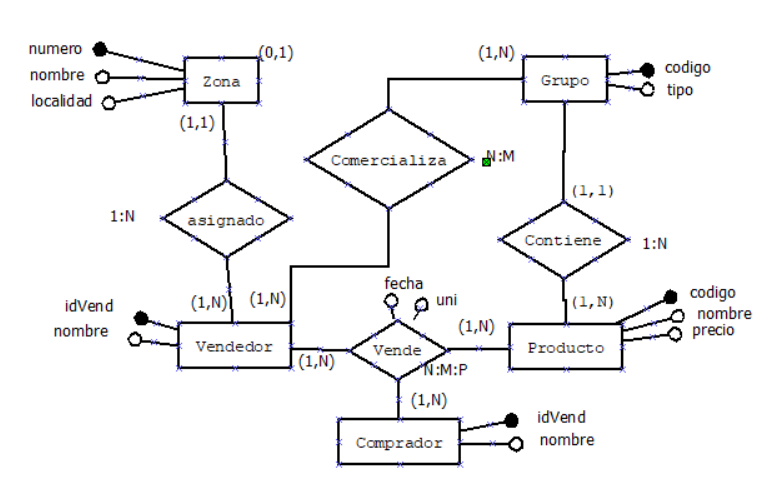 numero
nombre
localidad
Zona
(0,1)
(1,1)
(1,N)
Grupo
codigo
tipo
Comercializa
N:M
1:N
asignado
(1,1)
Contiene
1:N
(1,N)
(1,N)
fecha
uni
(1,N)
codigo
nombre
precio
idVend
nombre
Vendedor
(1,N)
Vende
N:M:P
(1,N)
Producto
(1,N)
Comprador
idVend
nombre